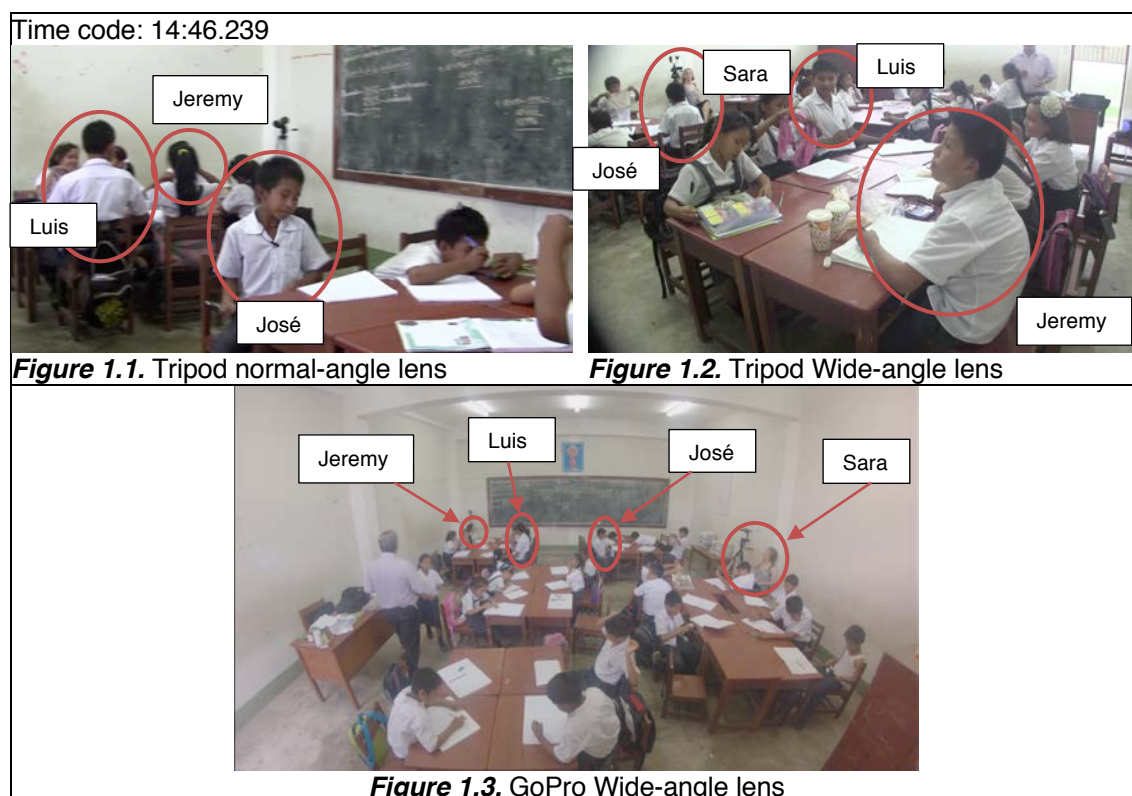 Time code: 14:46.239
Jeremy
Luis
José
Figure 1.1. Tripod normal-angle lens
Sara
Luis
José
Jeremy
Figure 1.2. Tripod Wide-angle lens
Jeremy
Luis
José
Sara
Figure 1.3. GoPro Wide-angle lens